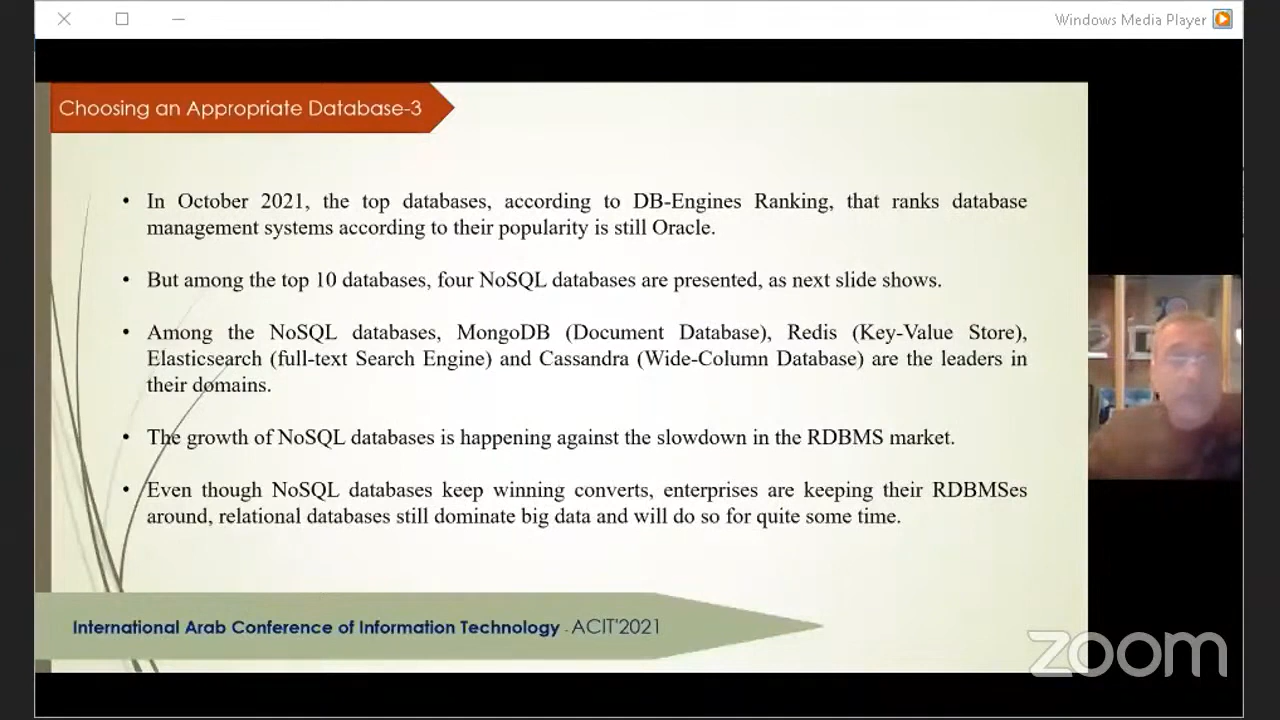 Windows Media Player
Choosing an Appropriate Database-3
• In October 2021, the top databases, according to DB-Engines Ranking, that ranks database
management systems according to their popularity is still Oracle.
• But among the top 10 databases, four NoSQL databases are presented, as next slide shows.
• Among the NoSQL databases, MongoDB (Document Database), Redis (Key-Value Store),
Elasticsearch (full-text Search Engine) and Cassandra (Wide-Column Database) are the leaders in
their domains.
• The growth of NoSQL databases is happening against the slowdown in the RDBMS market.
• Even though NoSQL databases keep winning converts, enterprises are keeping their RDBMSes
around, relational databases still dominate big data and will do so for quite some time.
International Arab Conference of Information Technology - ACIT'2021
zoom